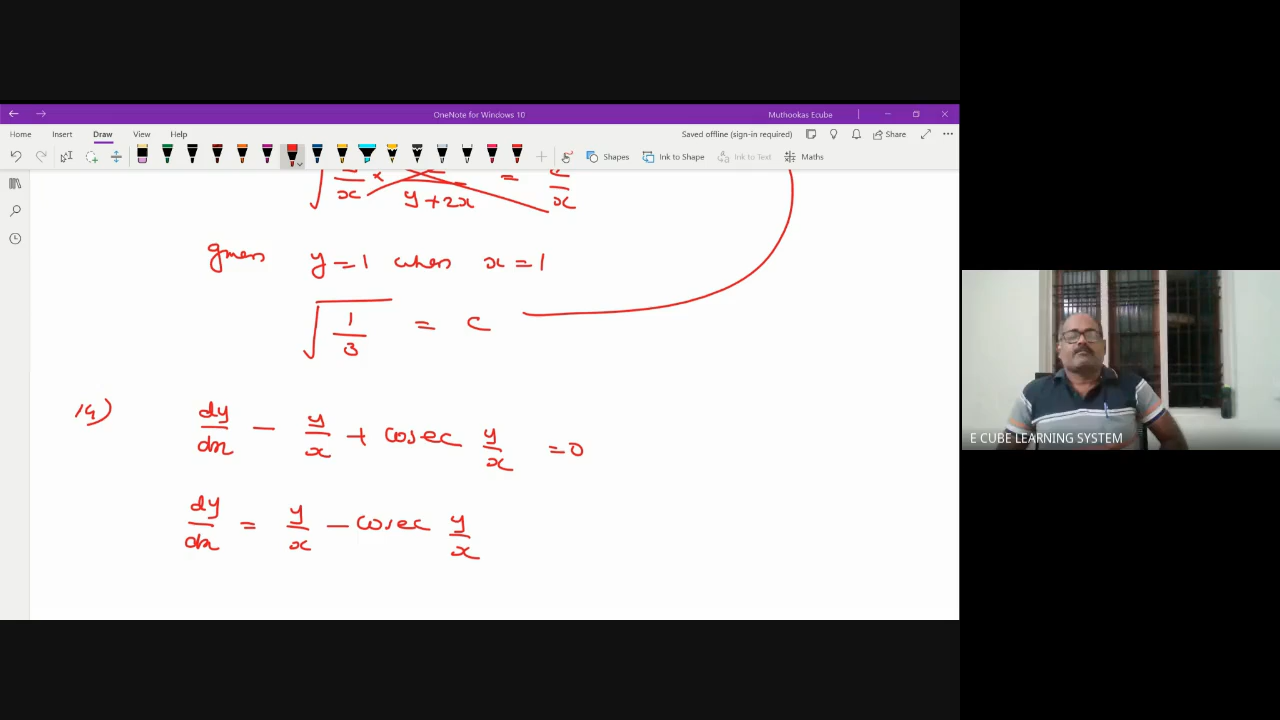 OneNote for Windows 10
Muthookas Ecube
Home Insert Draw View Help
Saved offline (sign-in required)
Share
Shapes
Ink to Shape
Ink to Text
Maths
x × y + 2x = x
y = 1 when x = 1
√(1/3) = c
14) dy/dx - y/x + cosec y/x = 0
dy/dx = y/x - cosec y/x
E CUBE LEARNING SYSTEM